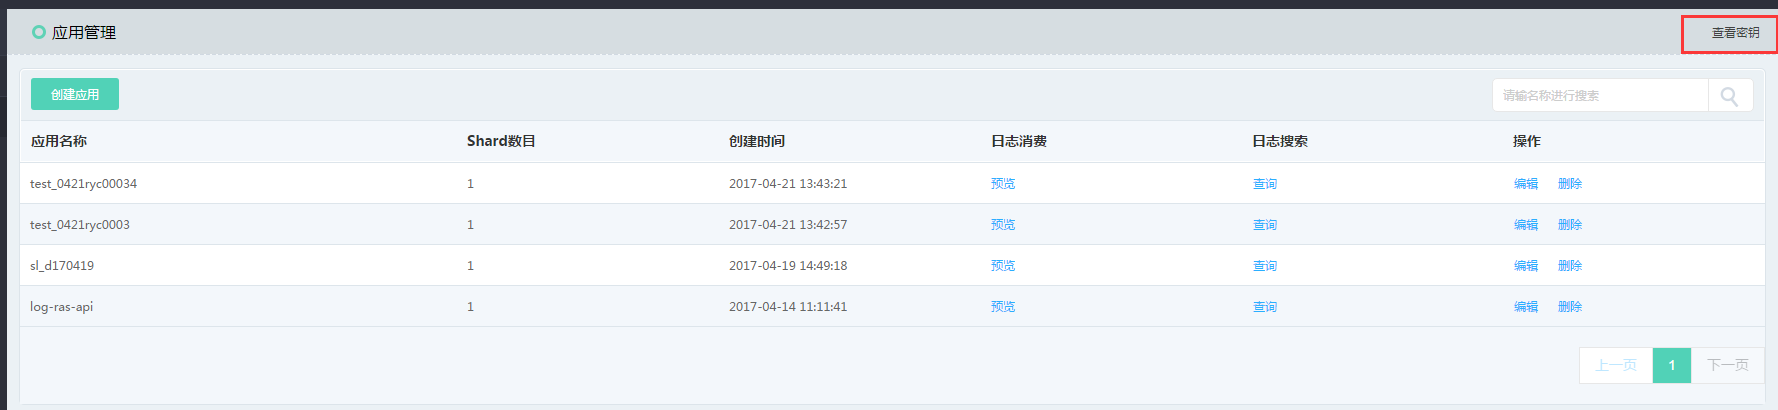 应用管理
查看密钥
创建应用
请输名称进行搜索
应用名称 Shard数目 创建时间 日志消费 日志搜索 操作
test_0421ryc00034 1 2017-04-21 13:43:21 预览 查询 编辑 删除
test_0421ryc0003 1 2017-04-21 13:42:57 预览 查询 编辑 删除
sl_d170419 1 2017-04-19 14:49:18 预览 查询 编辑 删除
log-ras-api 1 2017-04-14 11:11:41 预览 查询 编辑 删除
上一页 1 下一页